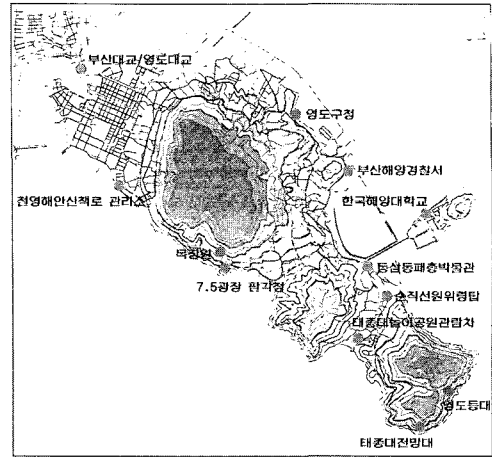 부산대교/영도대교
영도구청
부산해양경찰서
한국해양대학교
절영해안산책로 관리소
목장원
7.5광장 팔각정
동삼동패총박물관
순직선원위령탑
태종대놀이공원관람차
영도등대
태종대전망대